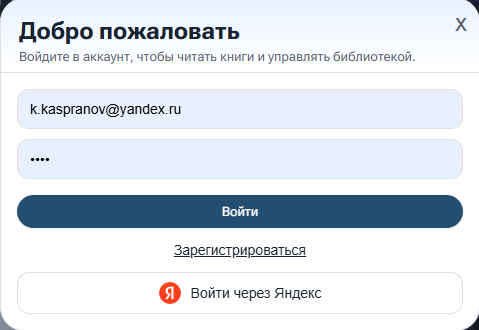 Добро пожаловать
X
Войдите в аккаунт, чтобы читать книги и управлять библиотекой.
k.kaspranov@yandex.ru
••••
Войти
Зарегистрироваться
Я Войти через Яндекс